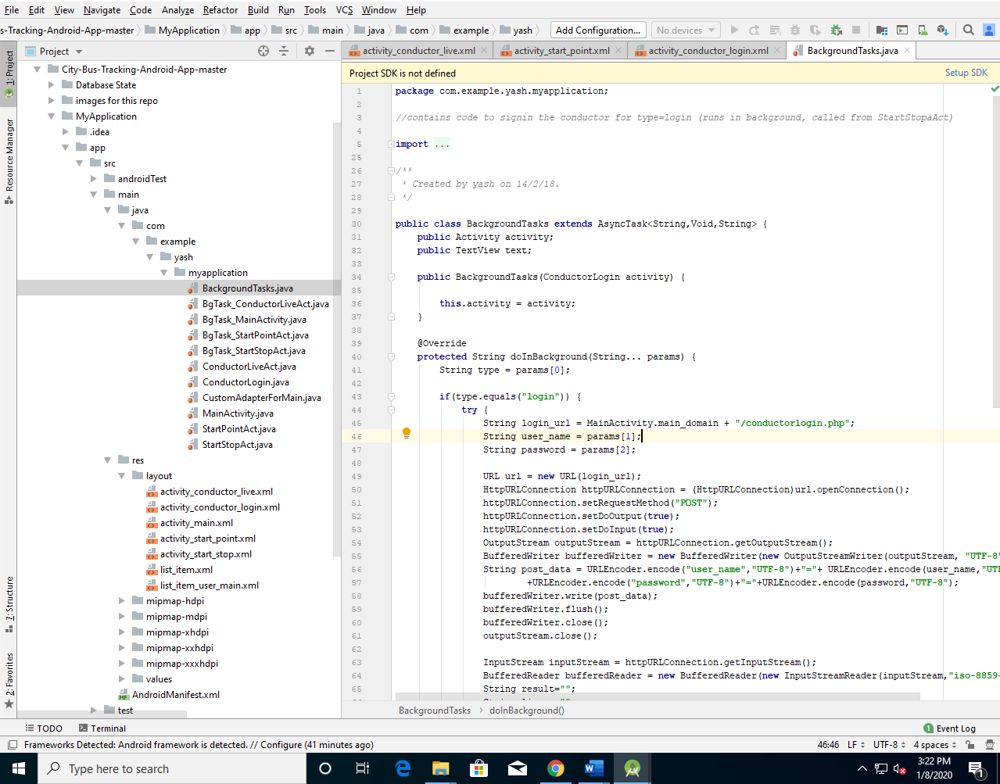 File Edit View Navigate Code Analyze Refactor Build Run Tools VCS Window Help
s-Tracking-Android-App-master MyApplication app src main java com example yash Add Configuration... No devices
1: Project
Resource Manager
7: Structure
2: Favorites
Project
City-Bus-Tracking-Android-App-master
Database State
images for this repo
MyApplication
.idea
app
src
androidTest
main
java
com
example
yash
myapplication
BackgroundTasks.java
BgTask_ConductorLiveAct.java
BgTask_MainActivity.java
BgTask_StartPointAct.java
BgTask_StartStopAct.java
ConductorLiveAct.java
ConductorLogin.java
CustomAdapterForMain.java
MainActivity.java
StartPointAct.java
StartStopAct.java
res
layout
activity_conductor_live.xml
activity_conductor_login.xml
activity_main.xml
activity_start_point.xml
activity_start_stop.xml
list_item.xml
list_item_user_main.xml
mipmap-hdpi
mipmap-mdpi
mipmap-xhdpi
mipmap-xxhdpi
mipmap-xxxhdpi
values
AndroidManifest.xml
test
activity_conductor_live.xml activity_start_point.xml activity_conductor_login.xml BackgroundTasks.java
Project SDK is not defined Setup SDK
1 package com.example.yash.myapplication;
2
3 //contains code to signin the conductor for type=login (runs in background, called from StartStopaAct)
4
5 import ...
25
26 /**
27 * Created by yash on 14/2/18.
28 */
29
30 public class BackgroundTasks extends AsyncTask<String,Void,String> {
31 public Activity activity;
32 public TextView text;
33
34 public BackgroundTasks(ConductorLogin activity) {
35
36 this.activity = activity;
37 }
38
39 @Override
40 protected String doInBackground(String... params) {
41 String type = params[0];
42
43 if(type.equals("login")) {
44 try {
45 String login_url = MainActivity.main_domain + "/conductorlogin.php";
46 String user_name = params[1];
47 String password = params[2];
48
49 URL url = new URL(login_url);
50 HttpURLConnection httpURLConnection = (HttpURLConnection)url.openConnection();
51 httpURLConnection.setRequestMethod("POST");
52 httpURLConnection.setDoOutput(true);
53 httpURLConnection.setDoInput(true);
54 OutputStream outputStream = httpURLConnection.getOutputStream();
55 BufferedWriter bufferedWriter = new BufferedWriter(new OutputStreamWriter(outputStream, "UTF-8"
56 String post_data = URLEncoder.encode("user_name","UTF-8")+"="+ URLEncoder.encode(user_name,"UT
57 +URLEncoder.encode("password","UTF-8")+"="+URLEncoder.encode(password,"UTF-8");
58 bufferedWriter.write(post_data);
59 bufferedWriter.flush();
60 bufferedWriter.close();
61 outputStream.close();
62
63 InputStream inputStream = httpURLConnection.getInputStream();
64 BufferedReader bufferedReader = new BufferedReader(new InputStreamReader(inputStream,"iso-8859-
65 String result="";
BackgroundTasks doInBackground()
TODO Terminal 1 Event Log
Frameworks Detected: Android framework is detected. // Configure (41 minutes ago) 46:46 LF UTF-8 4 spaces
Type here to search
3:22 PM
1/8/2020
1